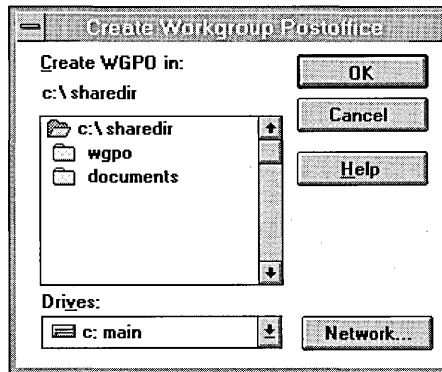 Create Workgroup Postoffice
Create WGPO in:
c:\sharedir
c:\sharedir
wgpo
documents
Drives:
c: main
OK
Cancel
Help
Network...